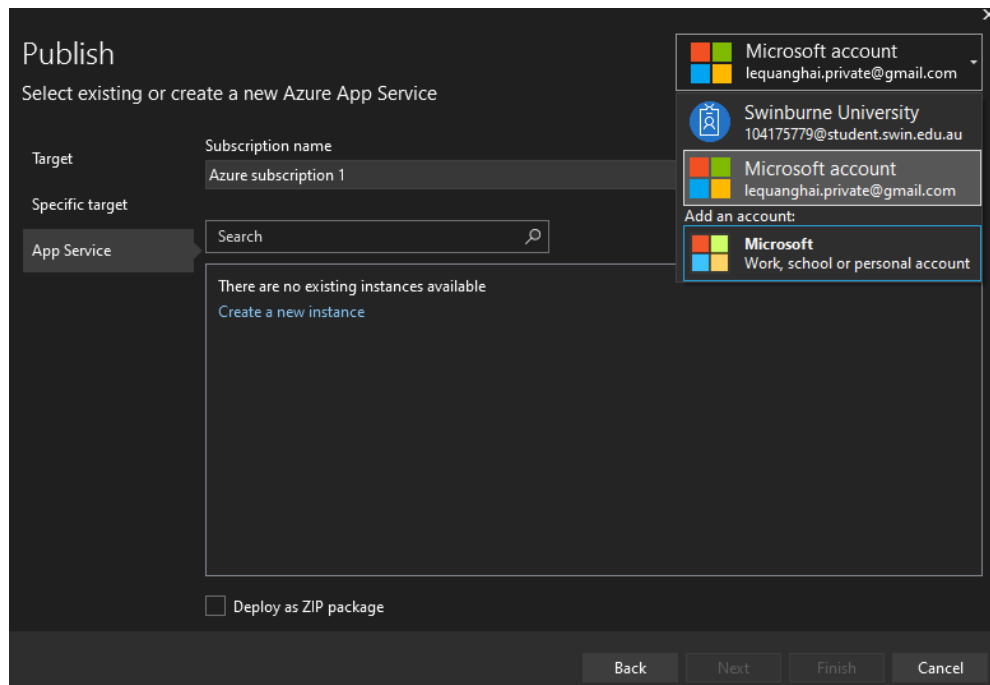 Publish
Select existing or create a new Azure App Service
Microsoft account
lequanghai.private@gmail.com
Swinburne University
104175779@student.swin.edu.au
Microsoft account
lequanghai.private@gmail.com
Add an account:
Microsoft
Work, school or personal account
Target
Specific target
App Service
Subscription name
Azure subscription 1
Search
There are no existing instances available
Create a new instance
Deploy as ZIP package
Back
Next
Finish
Cancel